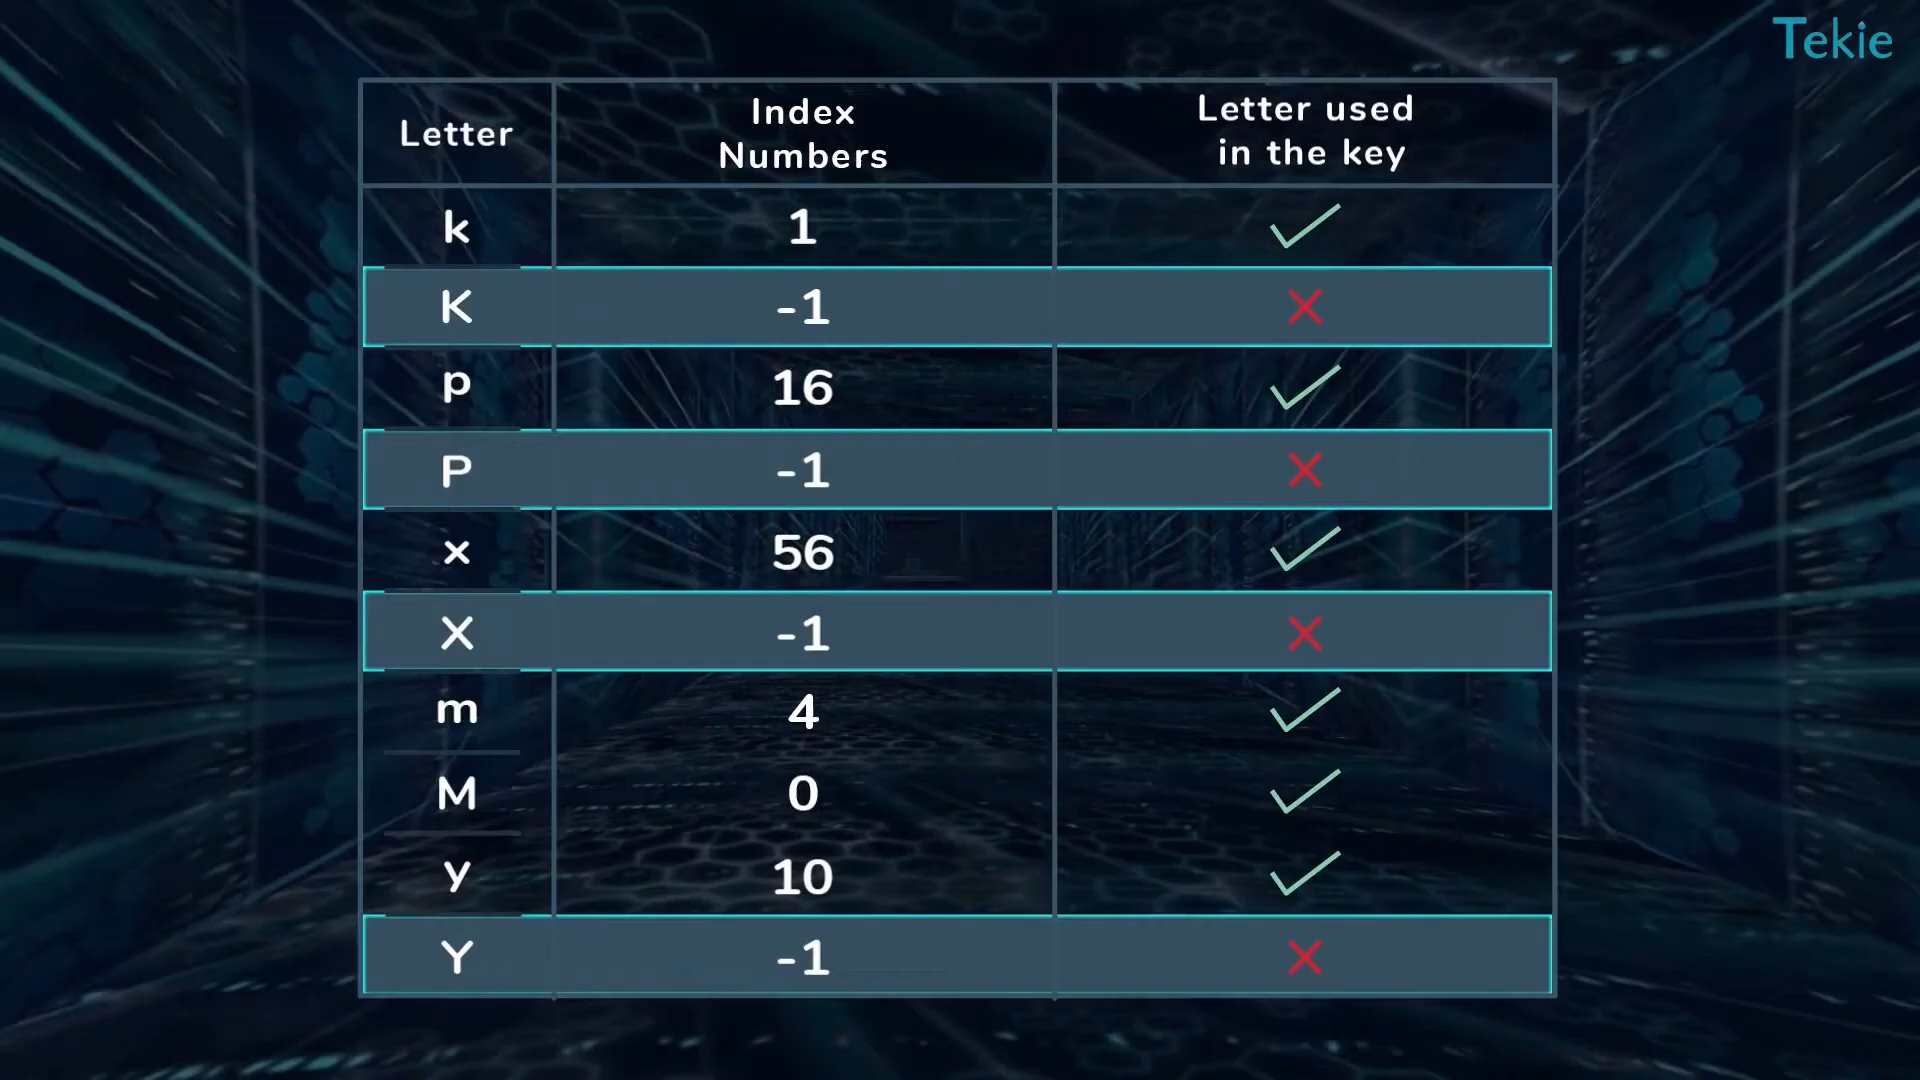 Tekie
Letter Index Numbers Letter used in the key
k 1 ✓
K -1 ✗
p 16 ✓
P -1 ✗
x 56 ✓
X -1 ✗
m 4 ✓
M 0 ✓
y 10 ✓
Y -1 ✗